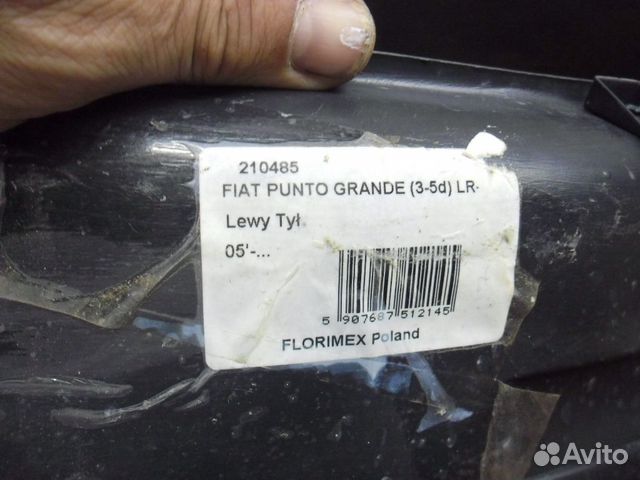 210485
FIAT PUNTO GRANDE (3-5d) LR-
Lewy Tył
05'-...
5 907687 512145
FLORIMEX Poland
Avito